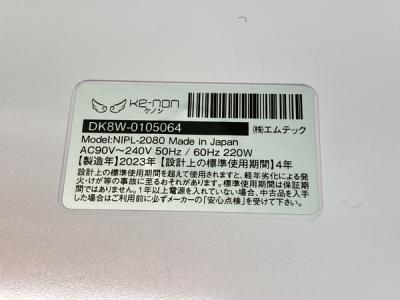 ke-non
ケノン
DK8W-0105064
㈱エムテック
Model:NIPL-2080 Made in Japan
AC90V～240V 50Hz / 60Hz 220W
【製造年】2023年【設計上の標準使用期間】4年
設計上の標準使用期間を超えて使用されますと、経年劣化による発
火・けが等の事故に至るおそれがあります。標準使用期間は保証期
間ではありません。1年以上電源を入れていない場合、中古品を入手
した場合はご利用前に必ずメーカーの「安心点検」を受けて下さい。